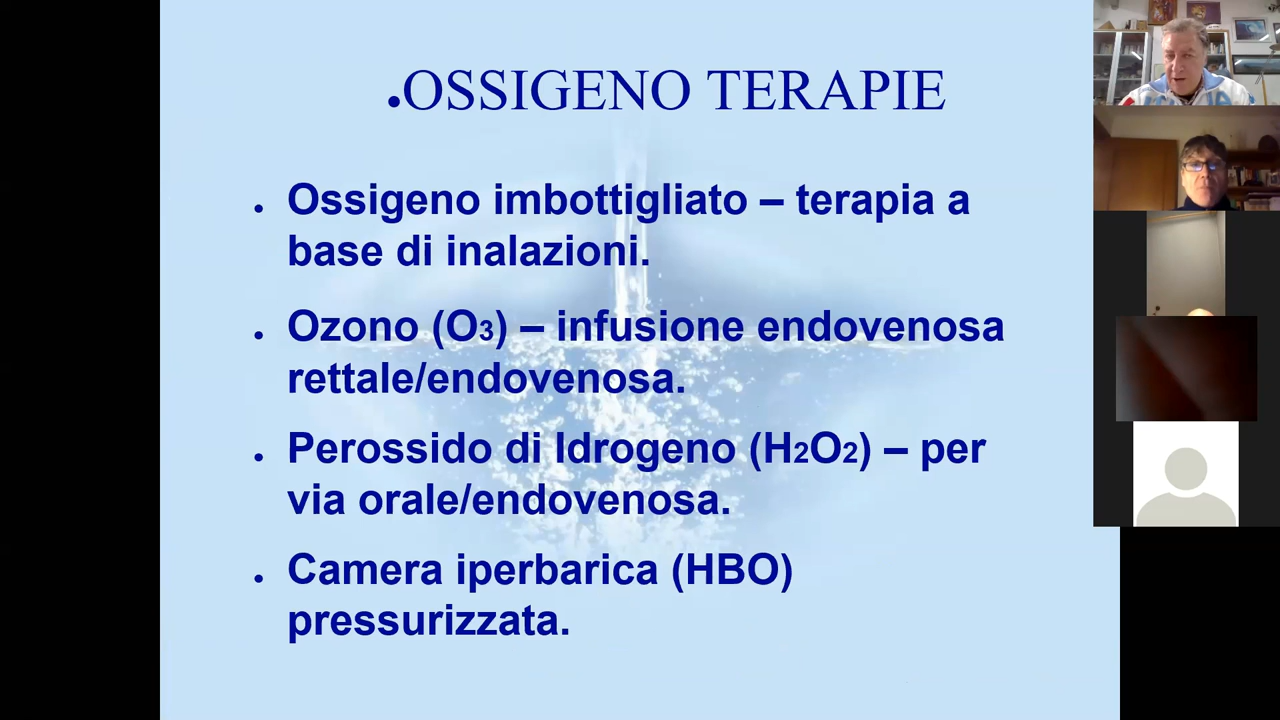 ●OSSIGENO TERAPIE
● Ossigeno imbottigliato – terapia a
base di inalazioni.
● Ozono (O3) – infusione endovenosa
rettale/endovenosa.
● Perossido di Idrogeno (H2O2) – per
via orale/endovenosa.
● Camera iperbarica (HBO)
pressurizzata.